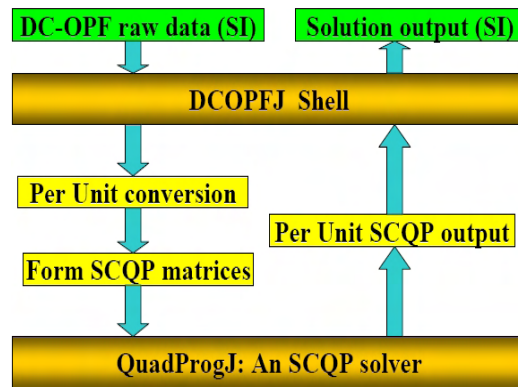 DC-OPF raw data (SI)
Solution output (SI)
DCOPFJ Shell
Per Unit conversion
Per Unit SCQP output
Form SCQP matrices
QuadProgJ: An SCQP solver